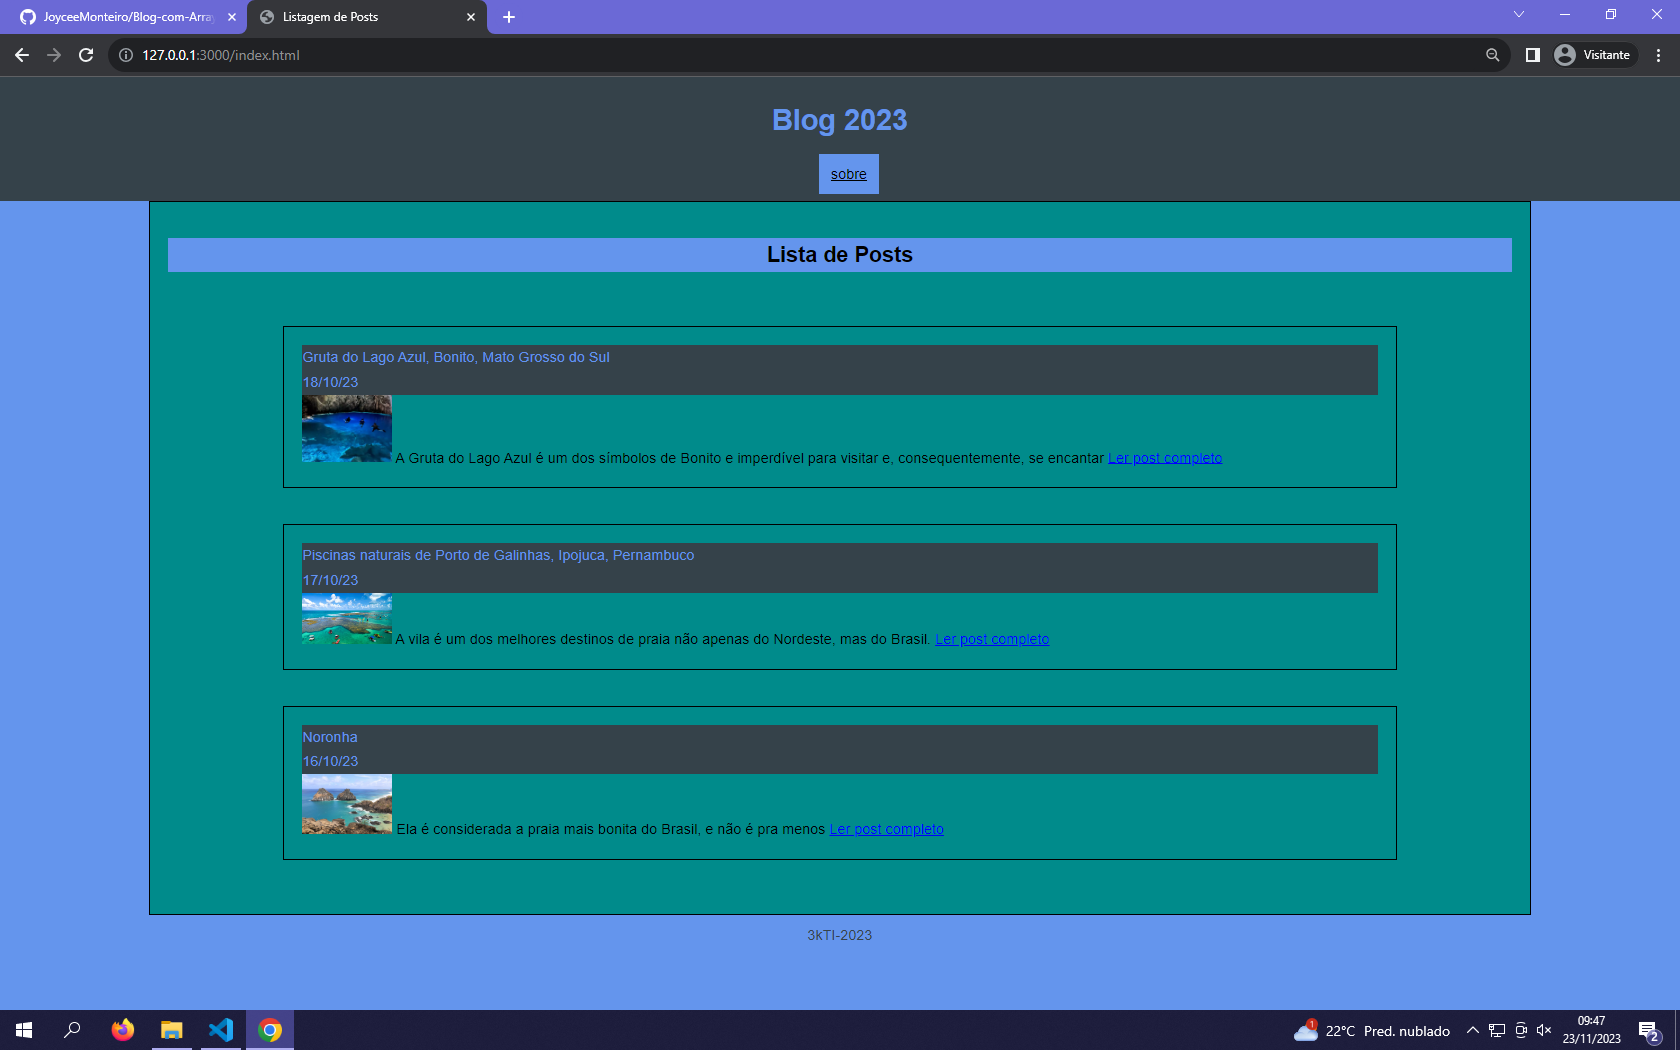 JoyceeMonteiro/Blog-com-Array
Listagem de Posts
127.0.0.1:3000/index.html
Visitante
Blog 2023
sobre
Lista de Posts
Gruta do Lago Azul, Bonito, Mato Grosso do Sul
18/10/23
A Gruta do Lago Azul é um dos símbolos de Bonito e imperdível para visitar e, consequentemente, se encantar Ler post completo
Piscinas naturais de Porto de Galinhas, Ipojuca, Pernambuco
17/10/23
A vila é um dos melhores destinos de praia não apenas do Nordeste, mas do Brasil. Ler post completo
Noronha
16/10/23
Ela é considerada a praia mais bonita do Brasil, e não é pra menos Ler post completo
3kTI-2023
1
22°C Pred. nublado
09:47
23/11/2023
2